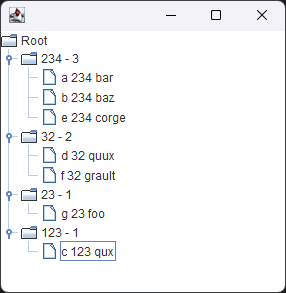 Root
234 - 3
a 234 bar
b 234 baz
e 234 corge
32 - 2
d 32 quux
f 32 grault
23 - 1
g 23 foo
123 - 1
c 123 qux